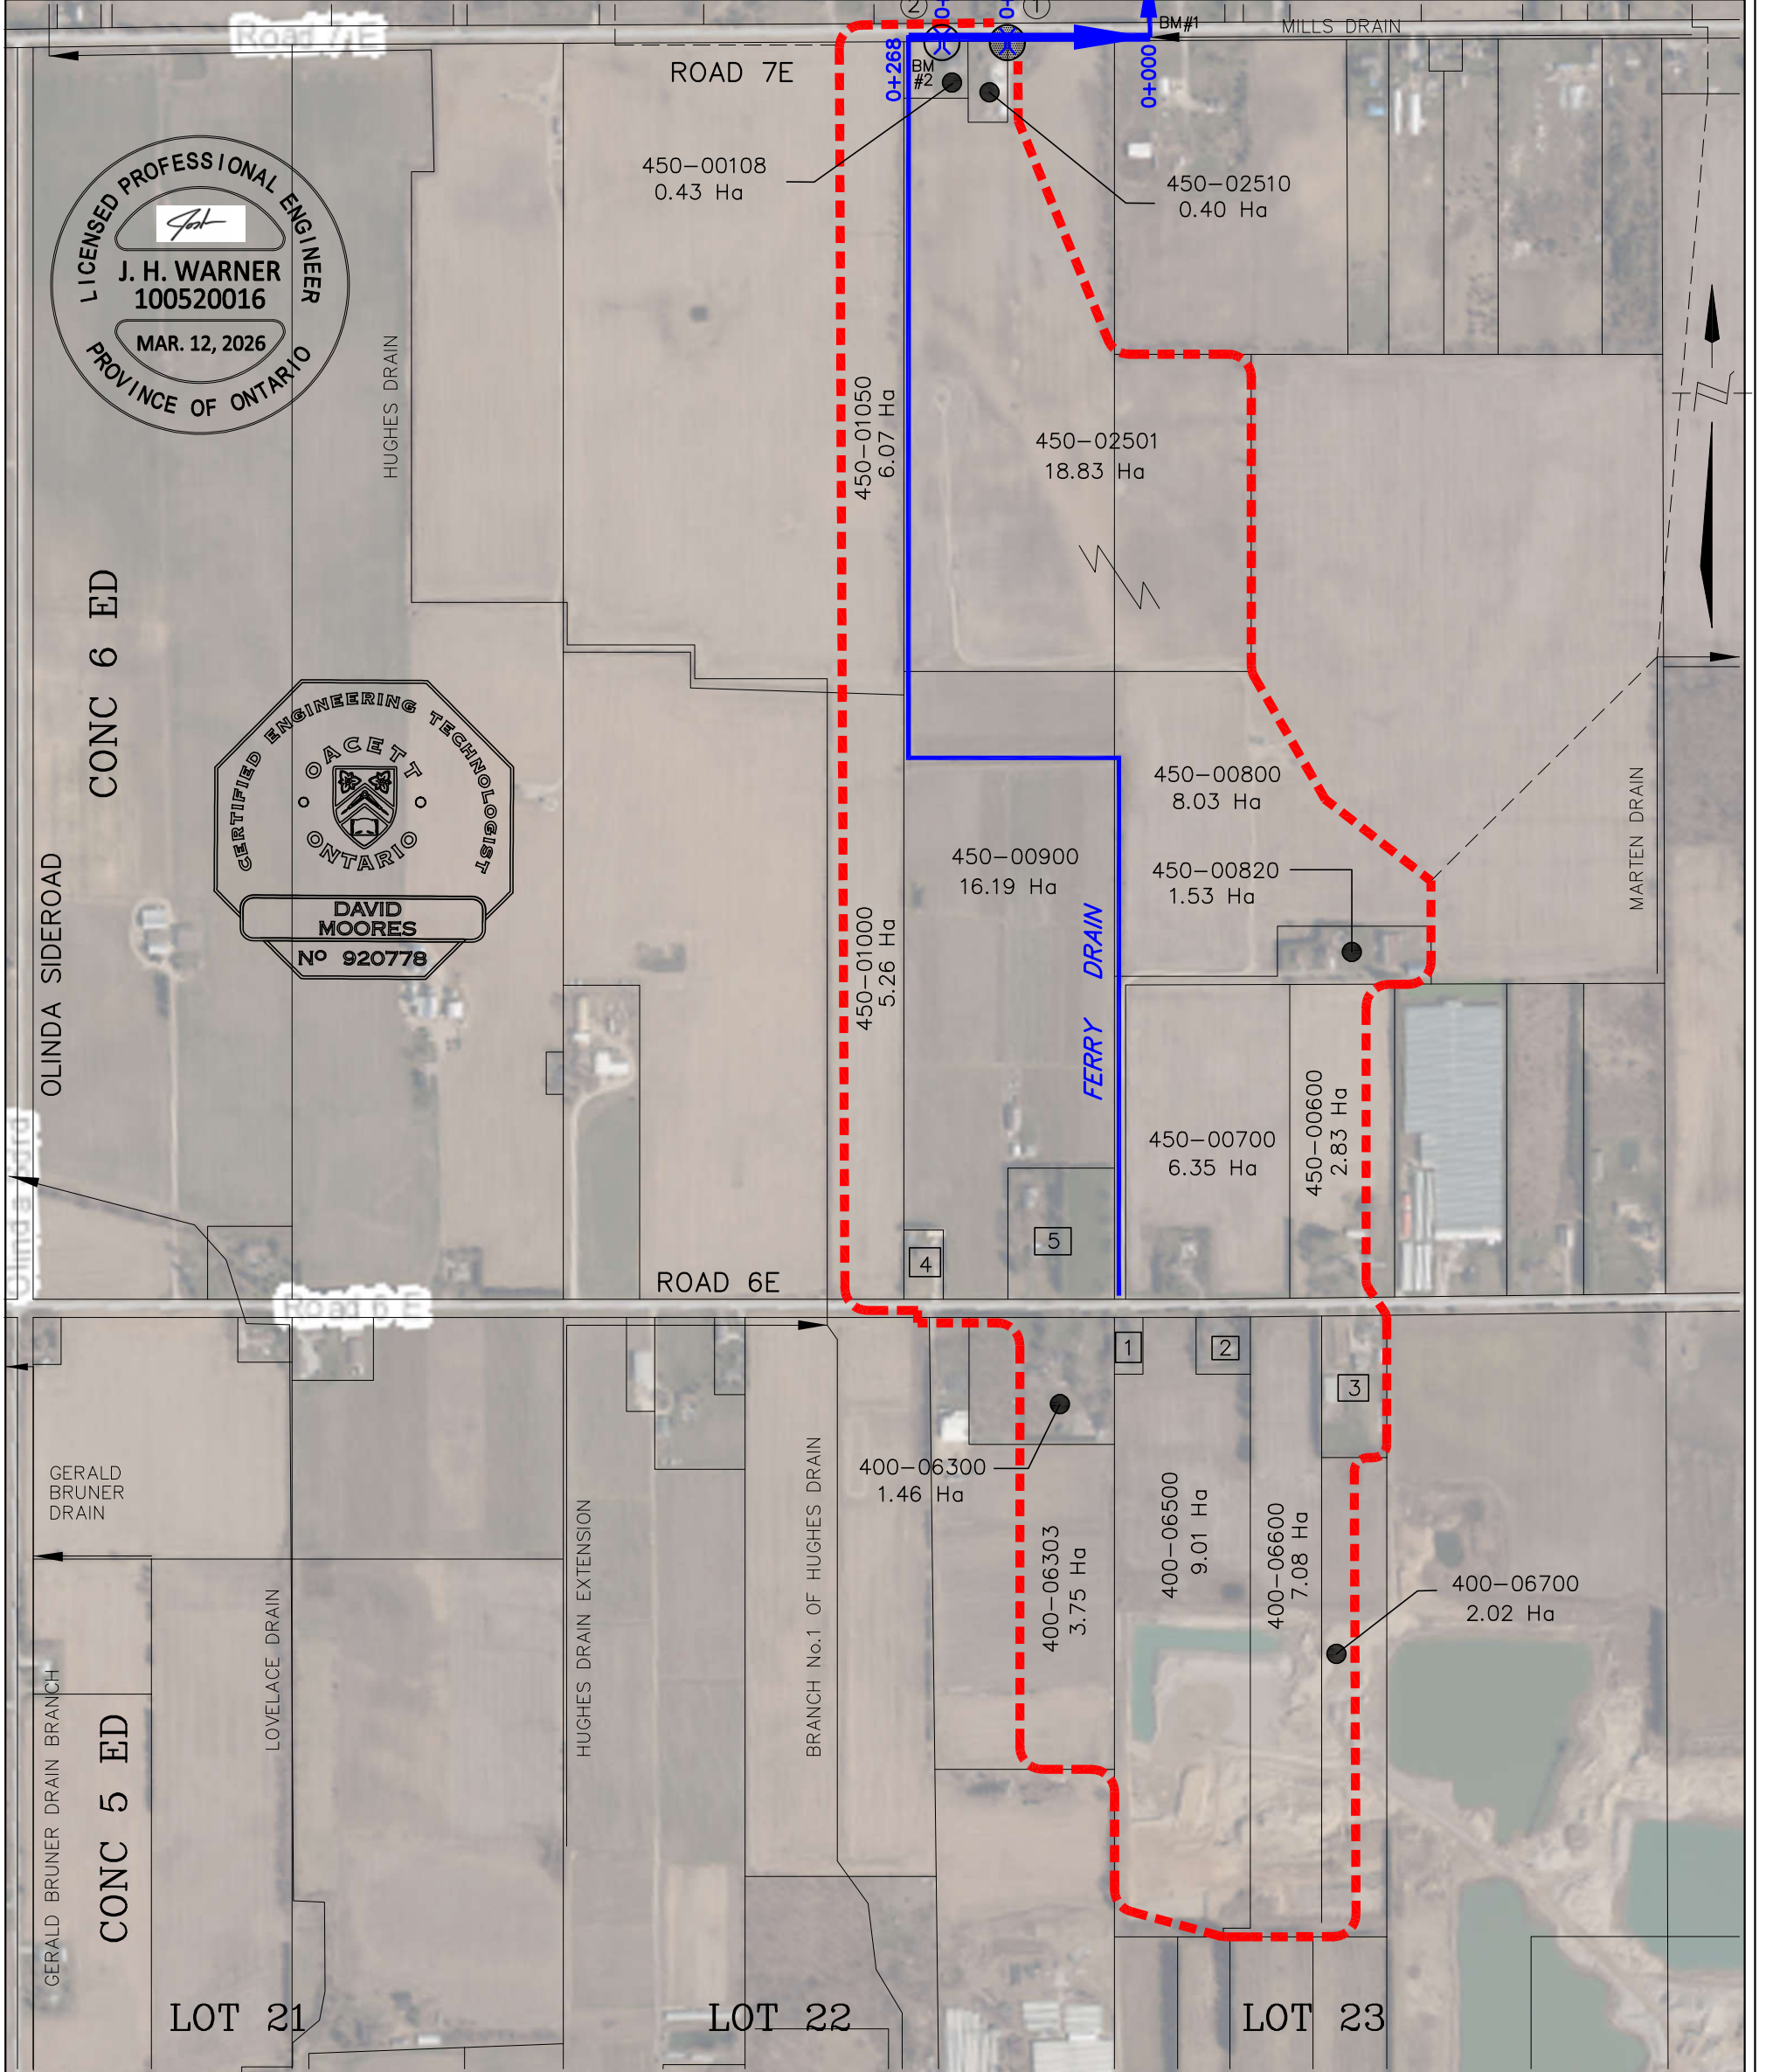 Road 7 E
ROAD 7E
2
1
BM#1
MILLS DRAIN
0+268
BM
#2
0+000
450-00108
0.43 Ha
450-02510
0.40 Ha
LICENSED PROFESSIONAL ENGINEER
J. H. WARNER
100520016
MAR. 12, 2026
PROVINCE OF ONTARIO
HUGHES DRAIN
450-01050
6.07 Ha
450-02501
18.83 Ha
N
CONC 6 ED
CERTIFIED ENGINEERING TECHNOLOGIST
OACETT
ONTARIO
DAVID
MOORES
Nº 920778
OLINDA SIDEROAD
450-00800
8.03 Ha
450-00900
16.19 Ha
450-00820
1.53 Ha
MARTEN DRAIN
450-01000
5.26 Ha
FERRY DRAIN
450-00700
6.35 Ha
450-00600
2.83 Ha
4
5
ROAD 6E
Road 6 E
1
2
3
GERALD
BRUNER
DRAIN
400-06300
1.46 Ha
400-06303
3.75 Ha
400-06500
9.01 Ha
400-06600
7.08 Ha
400-06700
2.02 Ha
GERALD BRUNER DRAIN BRANCH
CONC 5 ED
LOVELACE DRAIN
HUGHES DRAIN EXTENSION
BRANCH No.1 OF HUGHES DRAIN
LOT 21
LOT 22
LOT 23